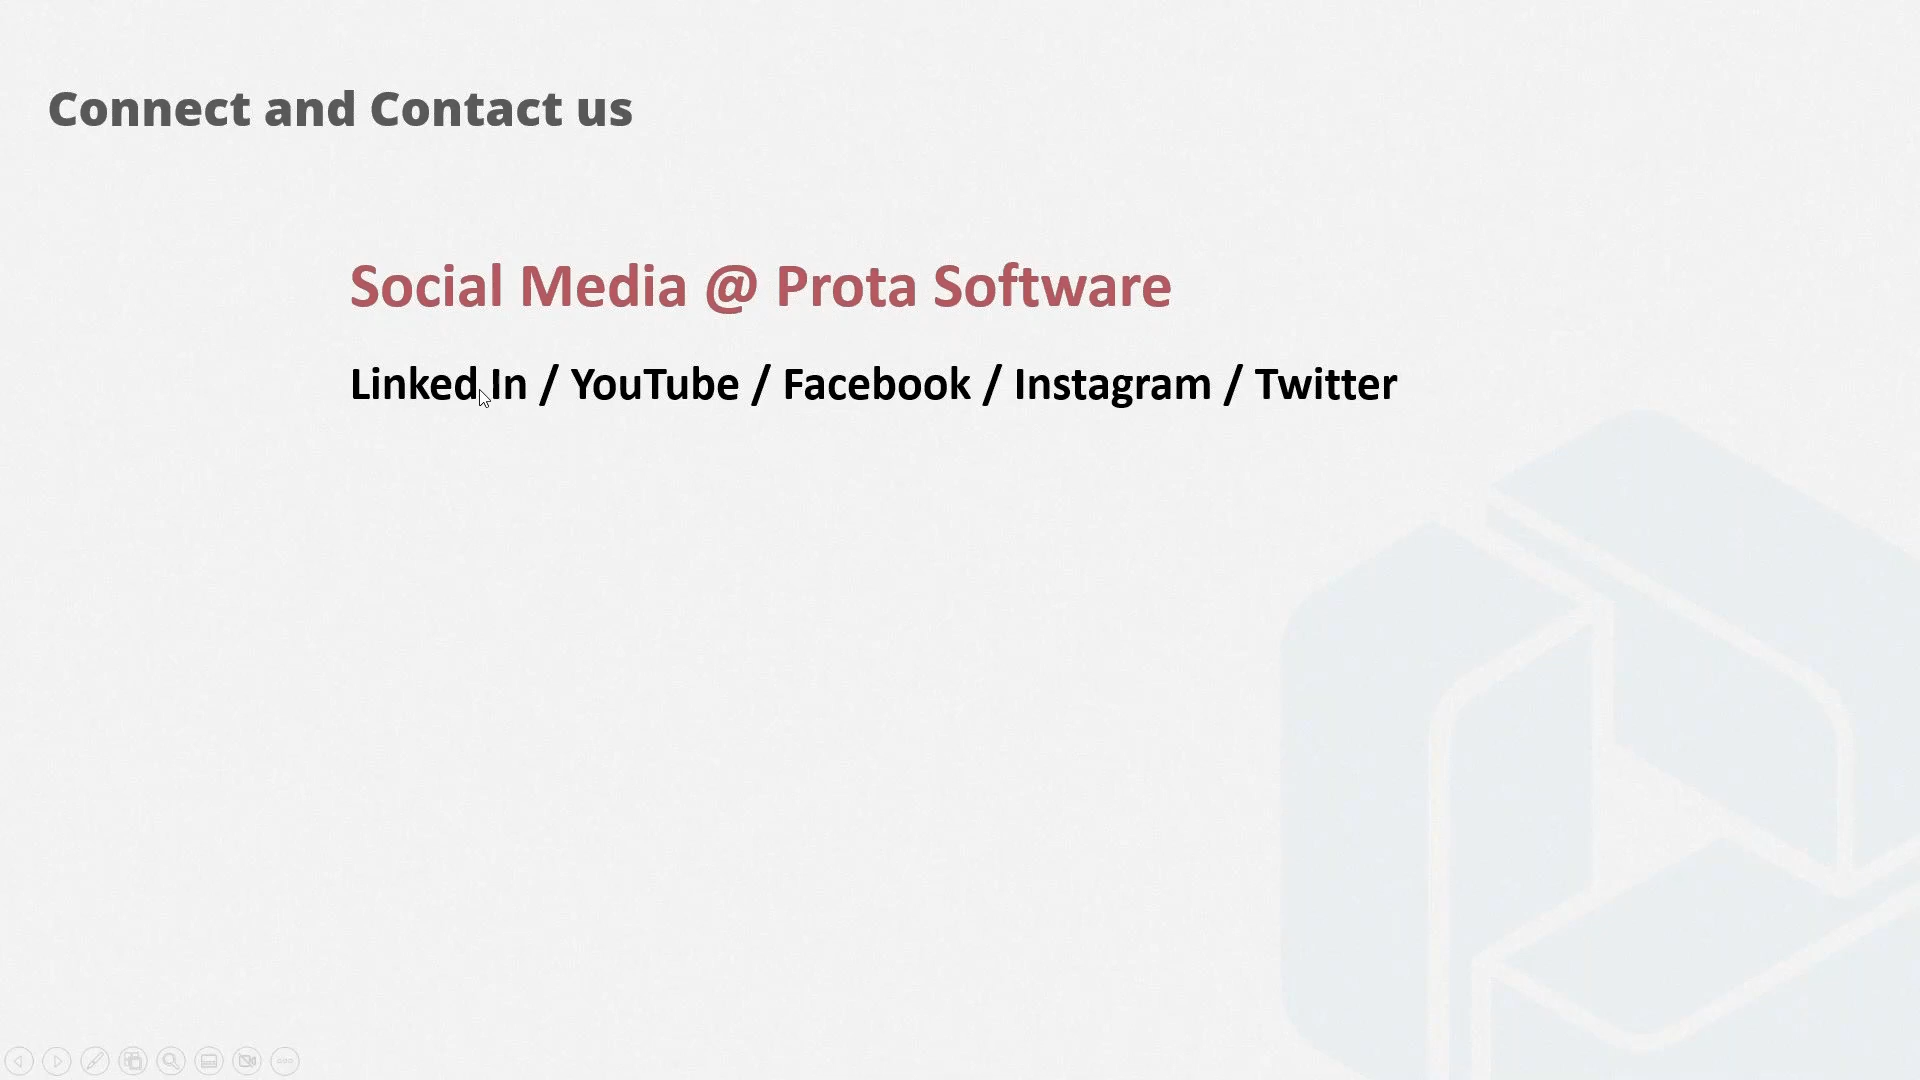 Connect and Contact us
Social Media @ Prota Software
Linked In / YouTube / Facebook / Instagram / Twitter